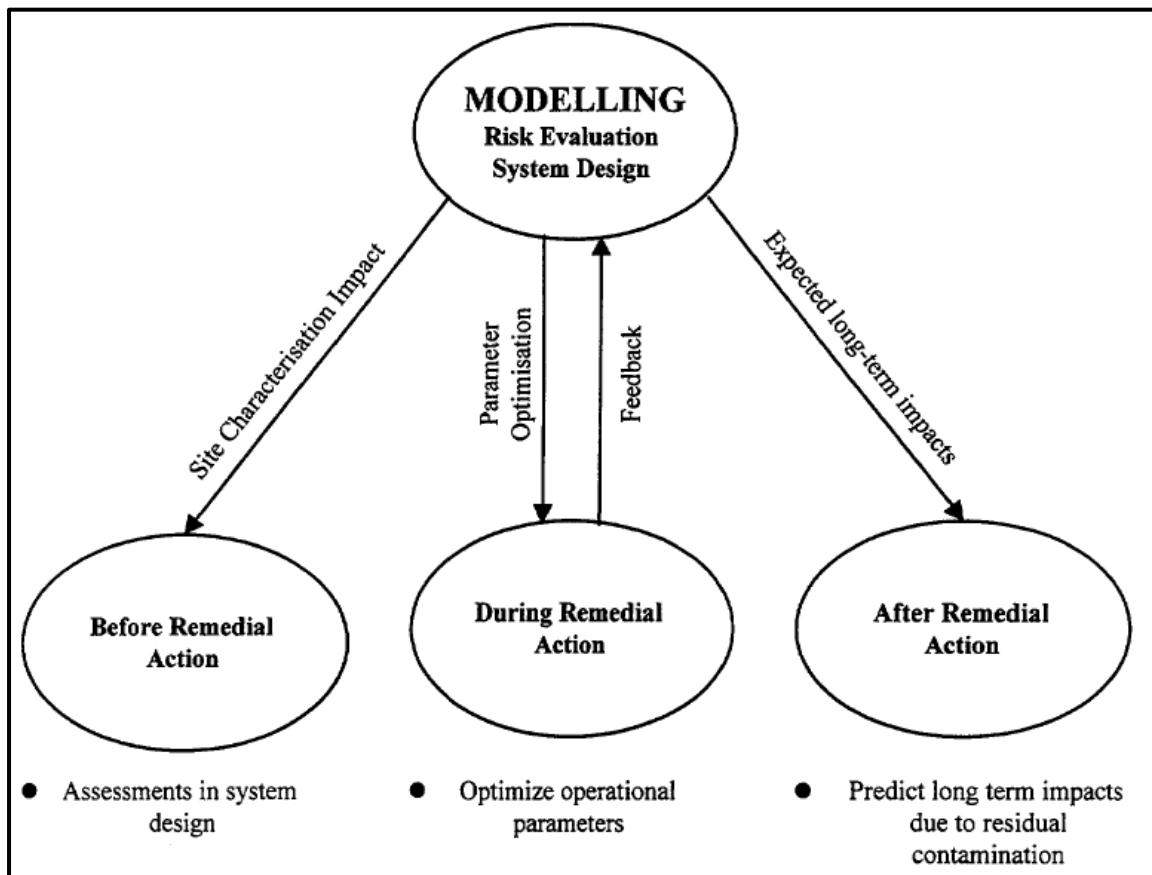 MODELLING
Risk Evaluation
System Design
Site Characterisation Impact
Parameter
Optimisation
Feedback
Expected long-term impacts
Before Remedial
Action
During Remedial
Action
After Remedial
Action
● Assessments in system
design
● Optimize operational
parameters
● Predict long term impacts
due to residual
contamination